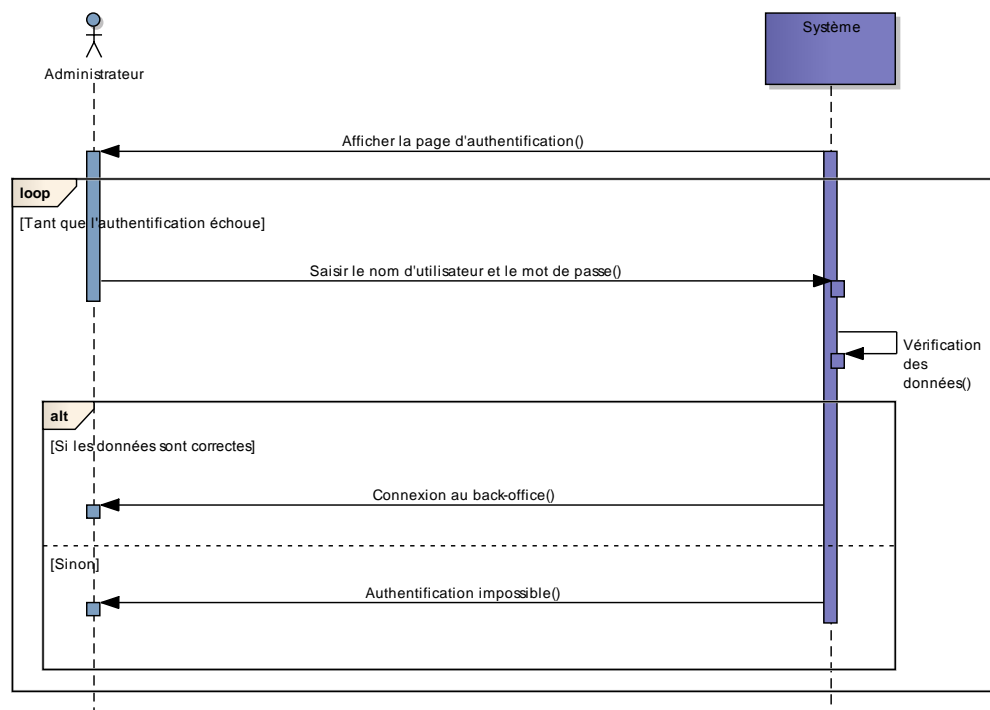 Système
Administrateur
Afficher la page d'authentification()
loop
[Tant que l'authentification échoue]
Saisir le nom d'utilisateur et le mot de passe()
Vérification
des
données()
alt
[Si les données sont correctes]
Connexion au back-office()
[Sinon]
Authentification impossible()